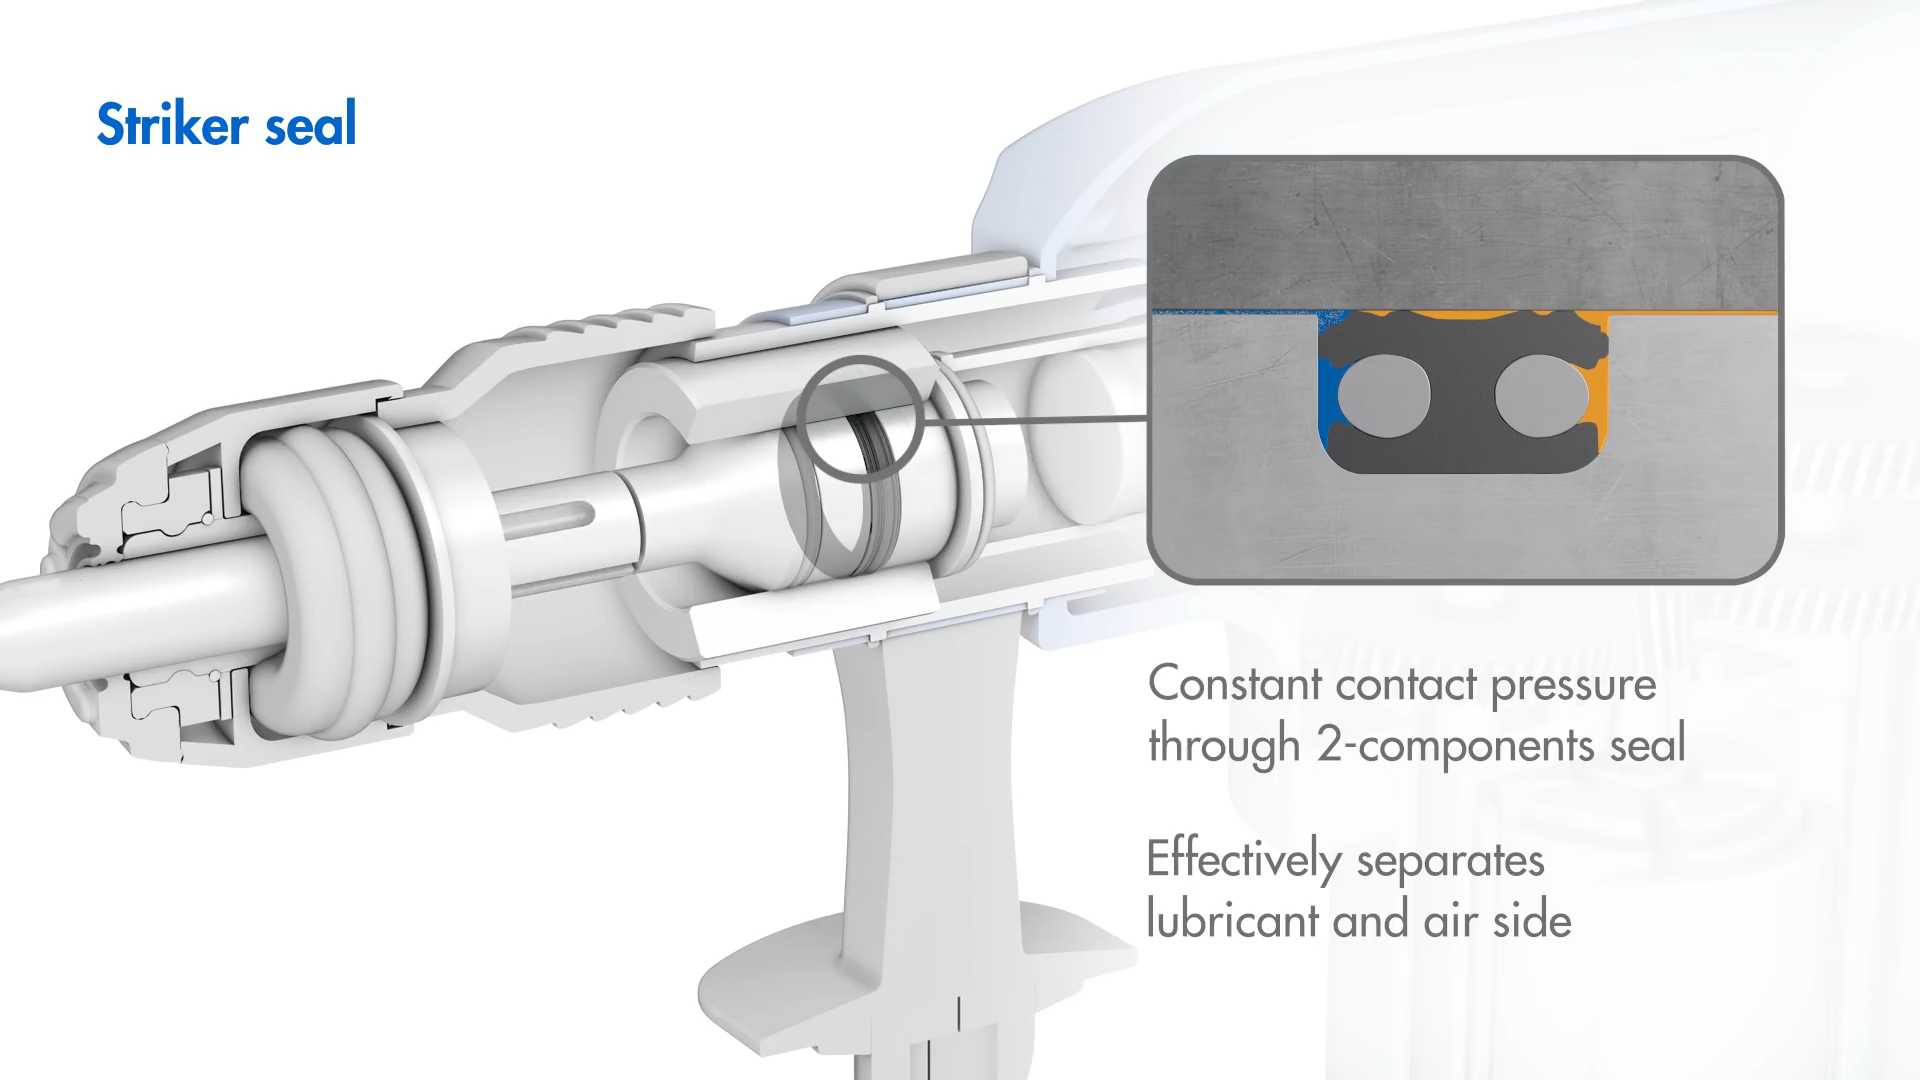 Striker seal
Constant contact pressure
through 2-components seal
Effectively separates
lubricant and air side